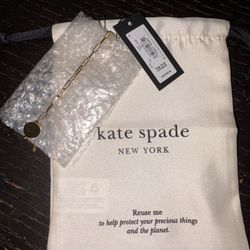 kate spade
NEW YORK
Reuse me
to help protect your precious things
and the planet.